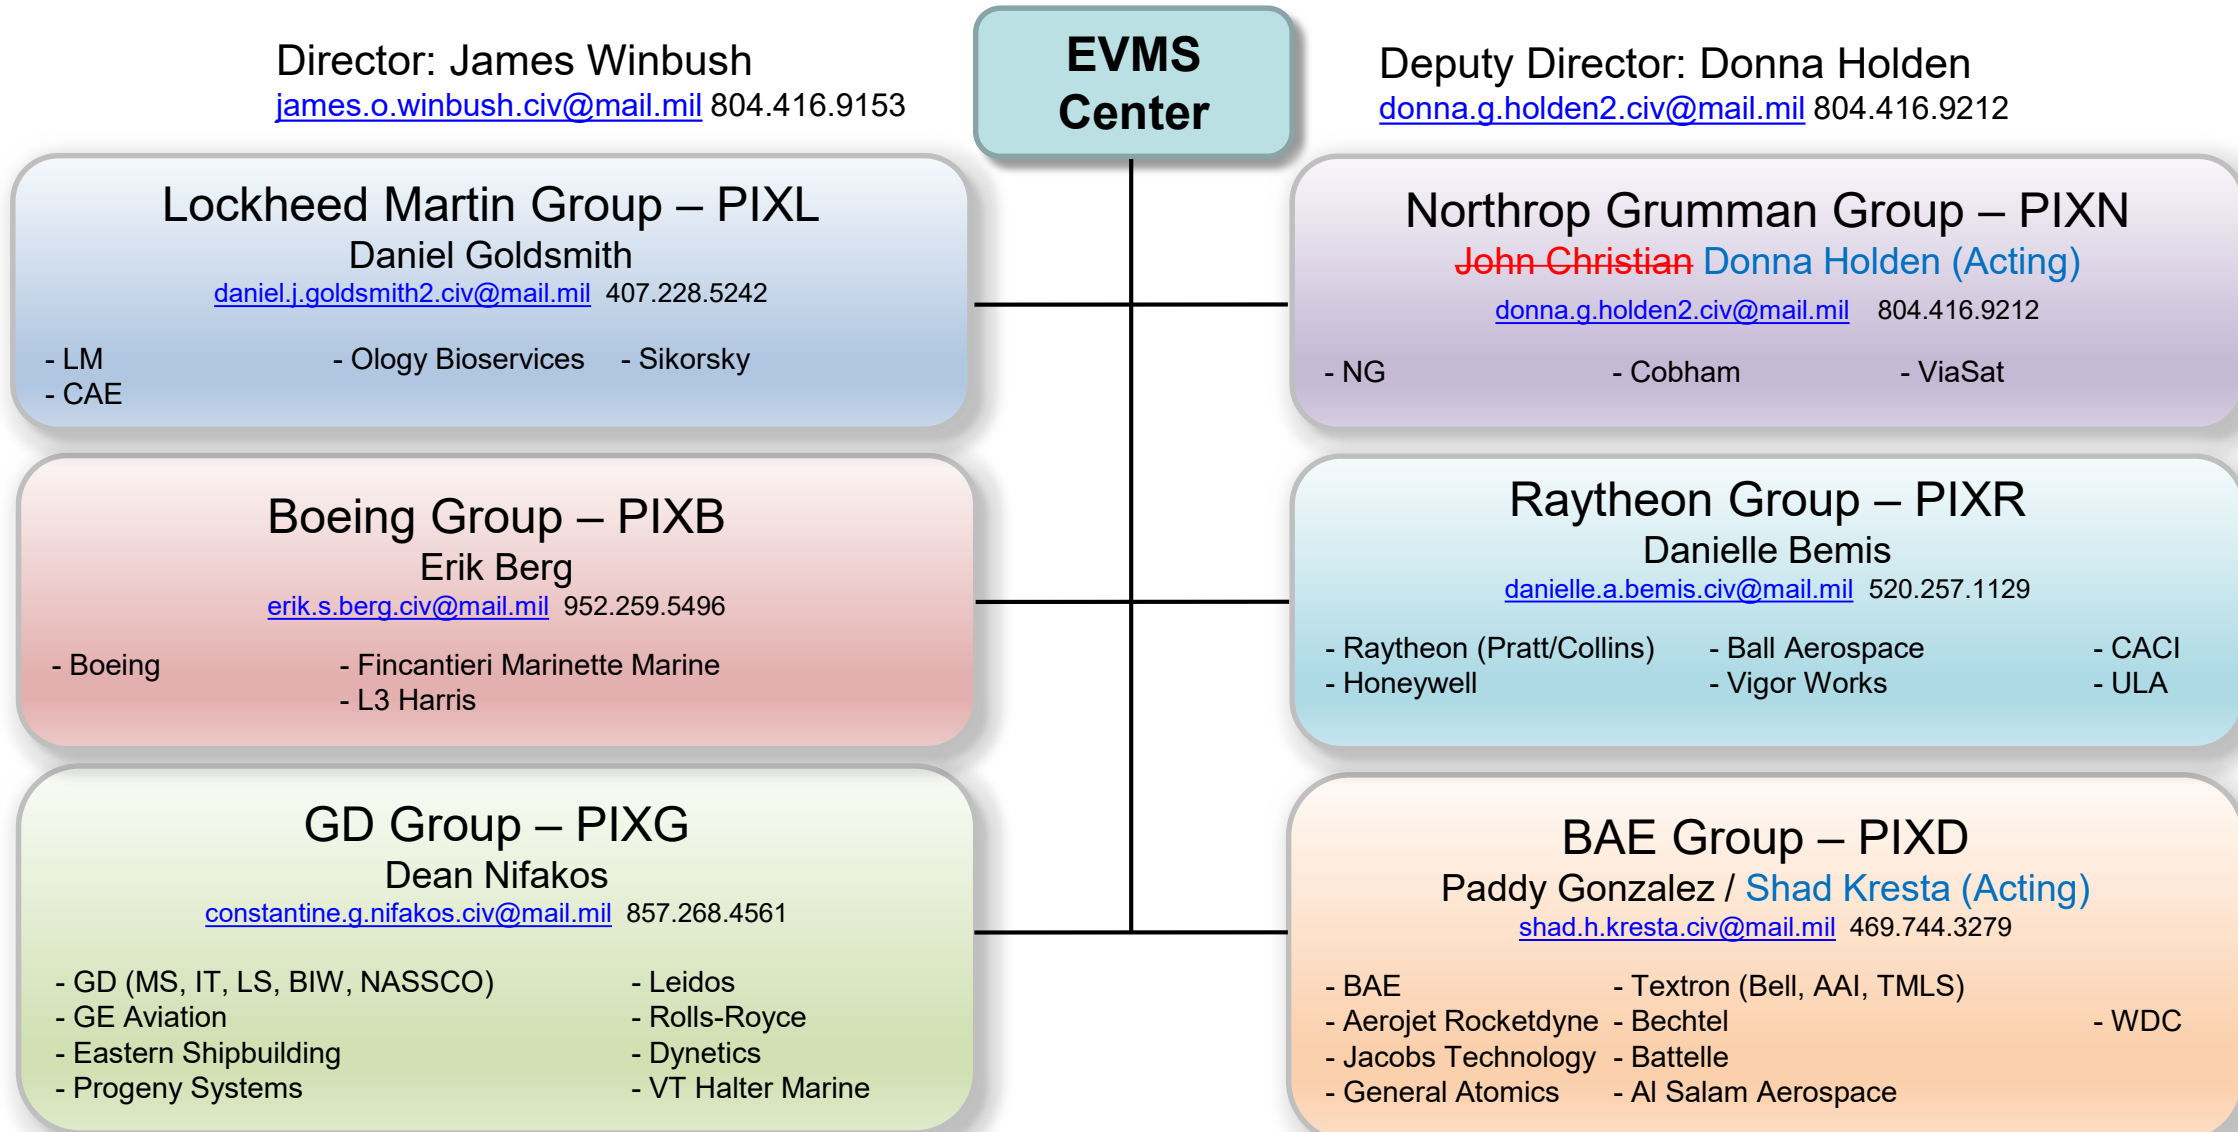 Director: James Winbush
james.o.winbush.civ@mail.mil 804.416.9153
EVMS
Center
Deputy Director: Donna Holden
donna.g.holden2.civ@mail.mil 804.416.9212
Lockheed Martin Group – PIXL
Daniel Goldsmith
daniel.j.goldsmith2.civ@mail.mil 407.228.5242
- LM - Ology Bioservices - Sikorsky
- CAE
Northrop Grumman Group – PIXN
John Christian Donna Holden (Acting)
donna.g.holden2.civ@mail.mil 804.416.9212
- NG - Cobham - ViaSat
Boeing Group – PIXB
Erik Berg
erik.s.berg.civ@mail.mil 952.259.5496
- Boeing - Fincantieri Marinette Marine
- L3 Harris
Raytheon Group – PIXR
Danielle Bemis
danielle.a.bemis.civ@mail.mil 520.257.1129
- Raytheon (Pratt/Collins) - Ball Aerospace - CACI
- Honeywell - Vigor Works - ULA
GD Group – PIXG
Dean Nifakos
constantine.g.nifakos.civ@mail.mil 857.268.4561
- GD (MS, IT, LS, BIW, NASSCO) - Leidos
- GE Aviation - Rolls-Royce
- Eastern Shipbuilding - Dynetics
- Progeny Systems - VT Halter Marine
BAE Group – PIXD
Paddy Gonzalez / Shad Kresta (Acting)
shad.h.kresta.civ@mail.mil 469.744.3279
- BAE - Textron (Bell, AAI, TMLS)
- Aerojet Rocketdyne - Bechtel - WDC
- Jacobs Technology - Battelle
- General Atomics - Al Salam Aerospace